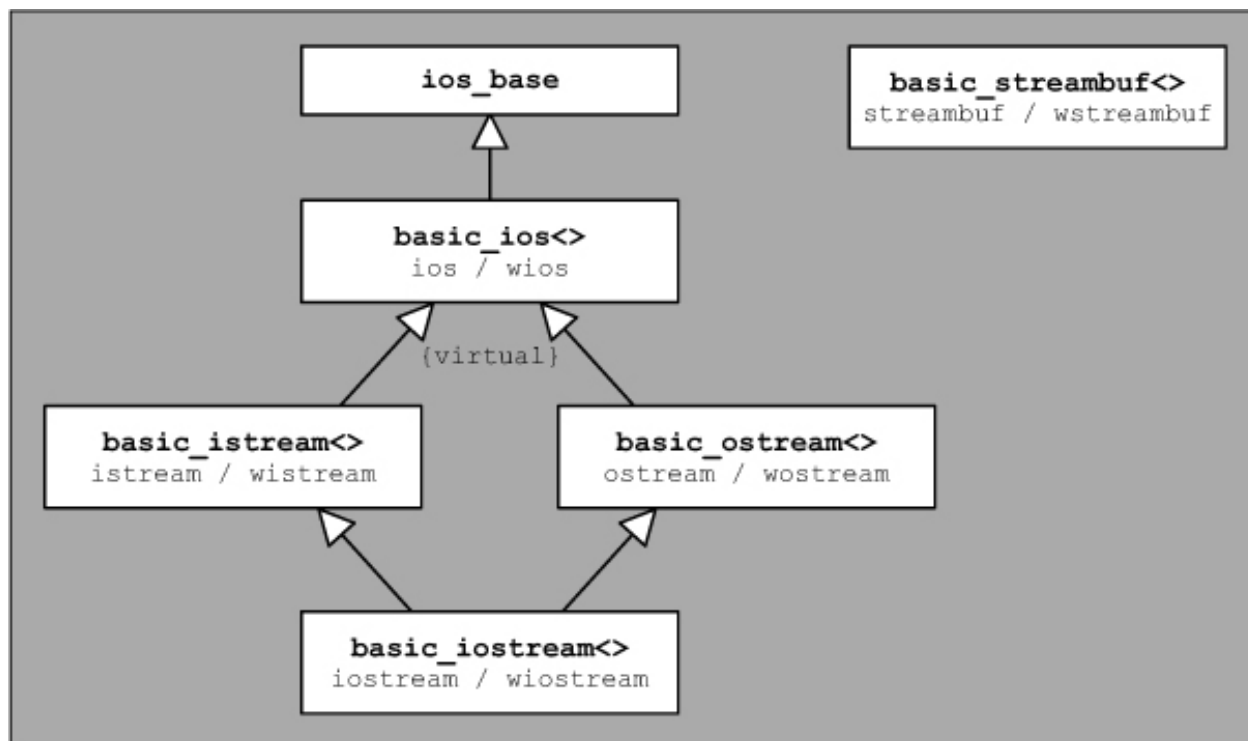 ios_base
basic_streambuf<>
streambuf / wstreambuf
basic_ios<>
ios / wios
{virtual}
basic_istream<>
istream / wistream
basic_ostream<>
ostream / wostream
basic_iostream<>
iostream / wiostream